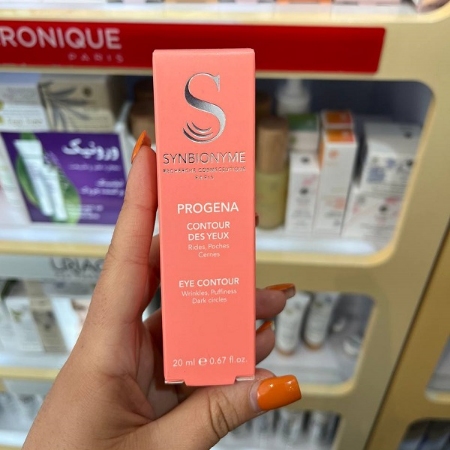 RONIQUE
PARIS
S
SYNBIONYME
PROGENA
CONTOUR
DES YEUX
Rides, Poches
Cernes
EYE CONTOUR
Wrinkles, Puffiness
Dark circles
20 ml e 0.67 fl.oz.
ورونیک
URIAGE